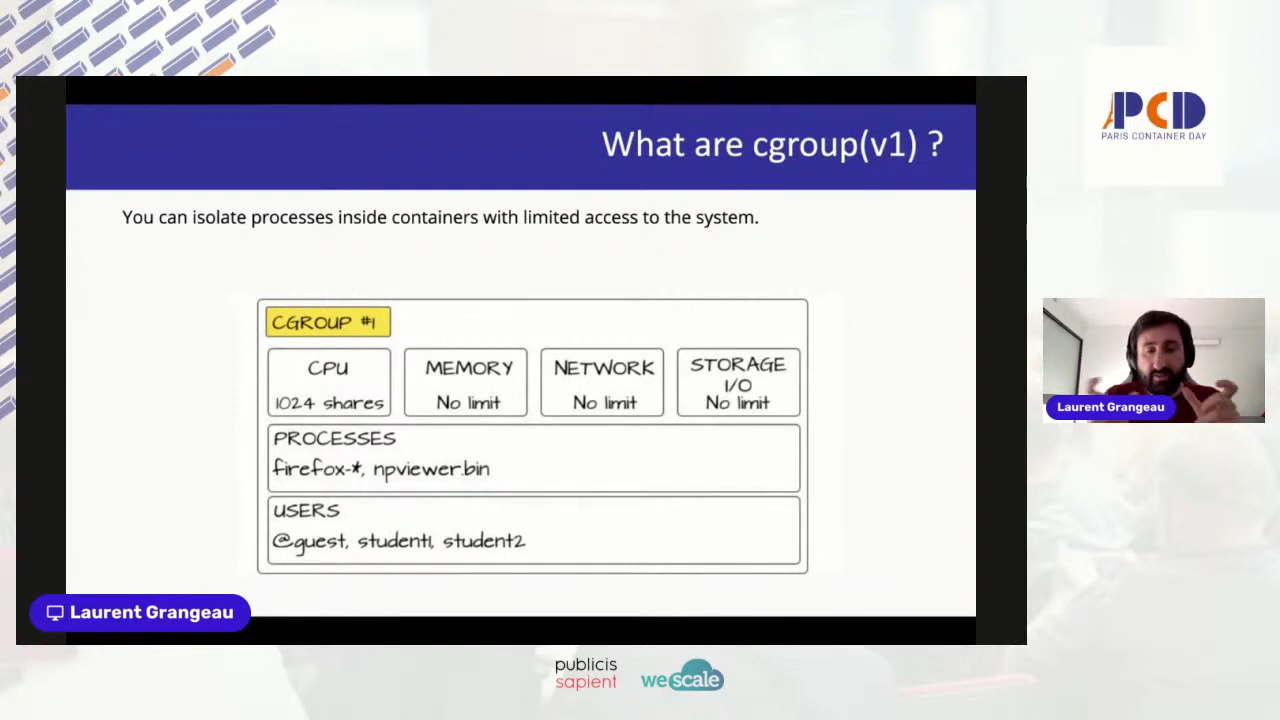 PCD
PARIS CONTAINER DAY
What are cgroup(v1) ?
You can isolate processes inside containers with limited access to the system.
CGROUP #1
CPU
1024 shares
MEMORY
No limit
NETWORK
No limit
STORAGE
I/O
No limit
PROCESSES
firefox-*, npviewer.bin
USERS
@guest, student1, student2
Laurent Grangeau
Laurent Grangeau
publicis
sapient
wescale